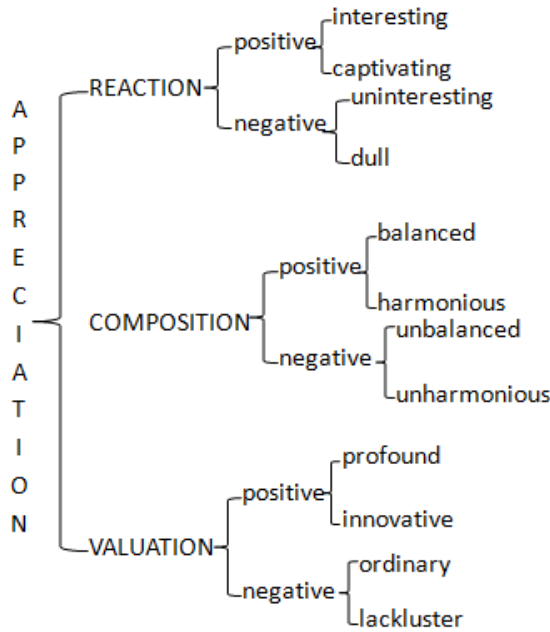 APPRECIATION
REACTION
positive
interesting
captivating
negative
uninteresting
dull
COMPOSITION
positive
balanced
harmonious
negative
unbalanced
unharmonious
VALUATION
positive
profound
innovative
negative
ordinary
lackluster